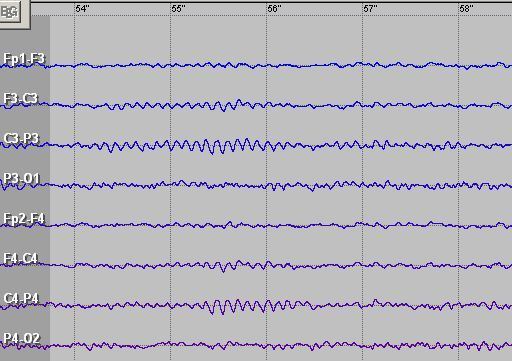 EEG
54" 55" 56" 57" 58"
Fp1-F3
F3-C3
C3-P3
P3-O1
Fp2-F4
F4-C4
C4-P4
P4-O2